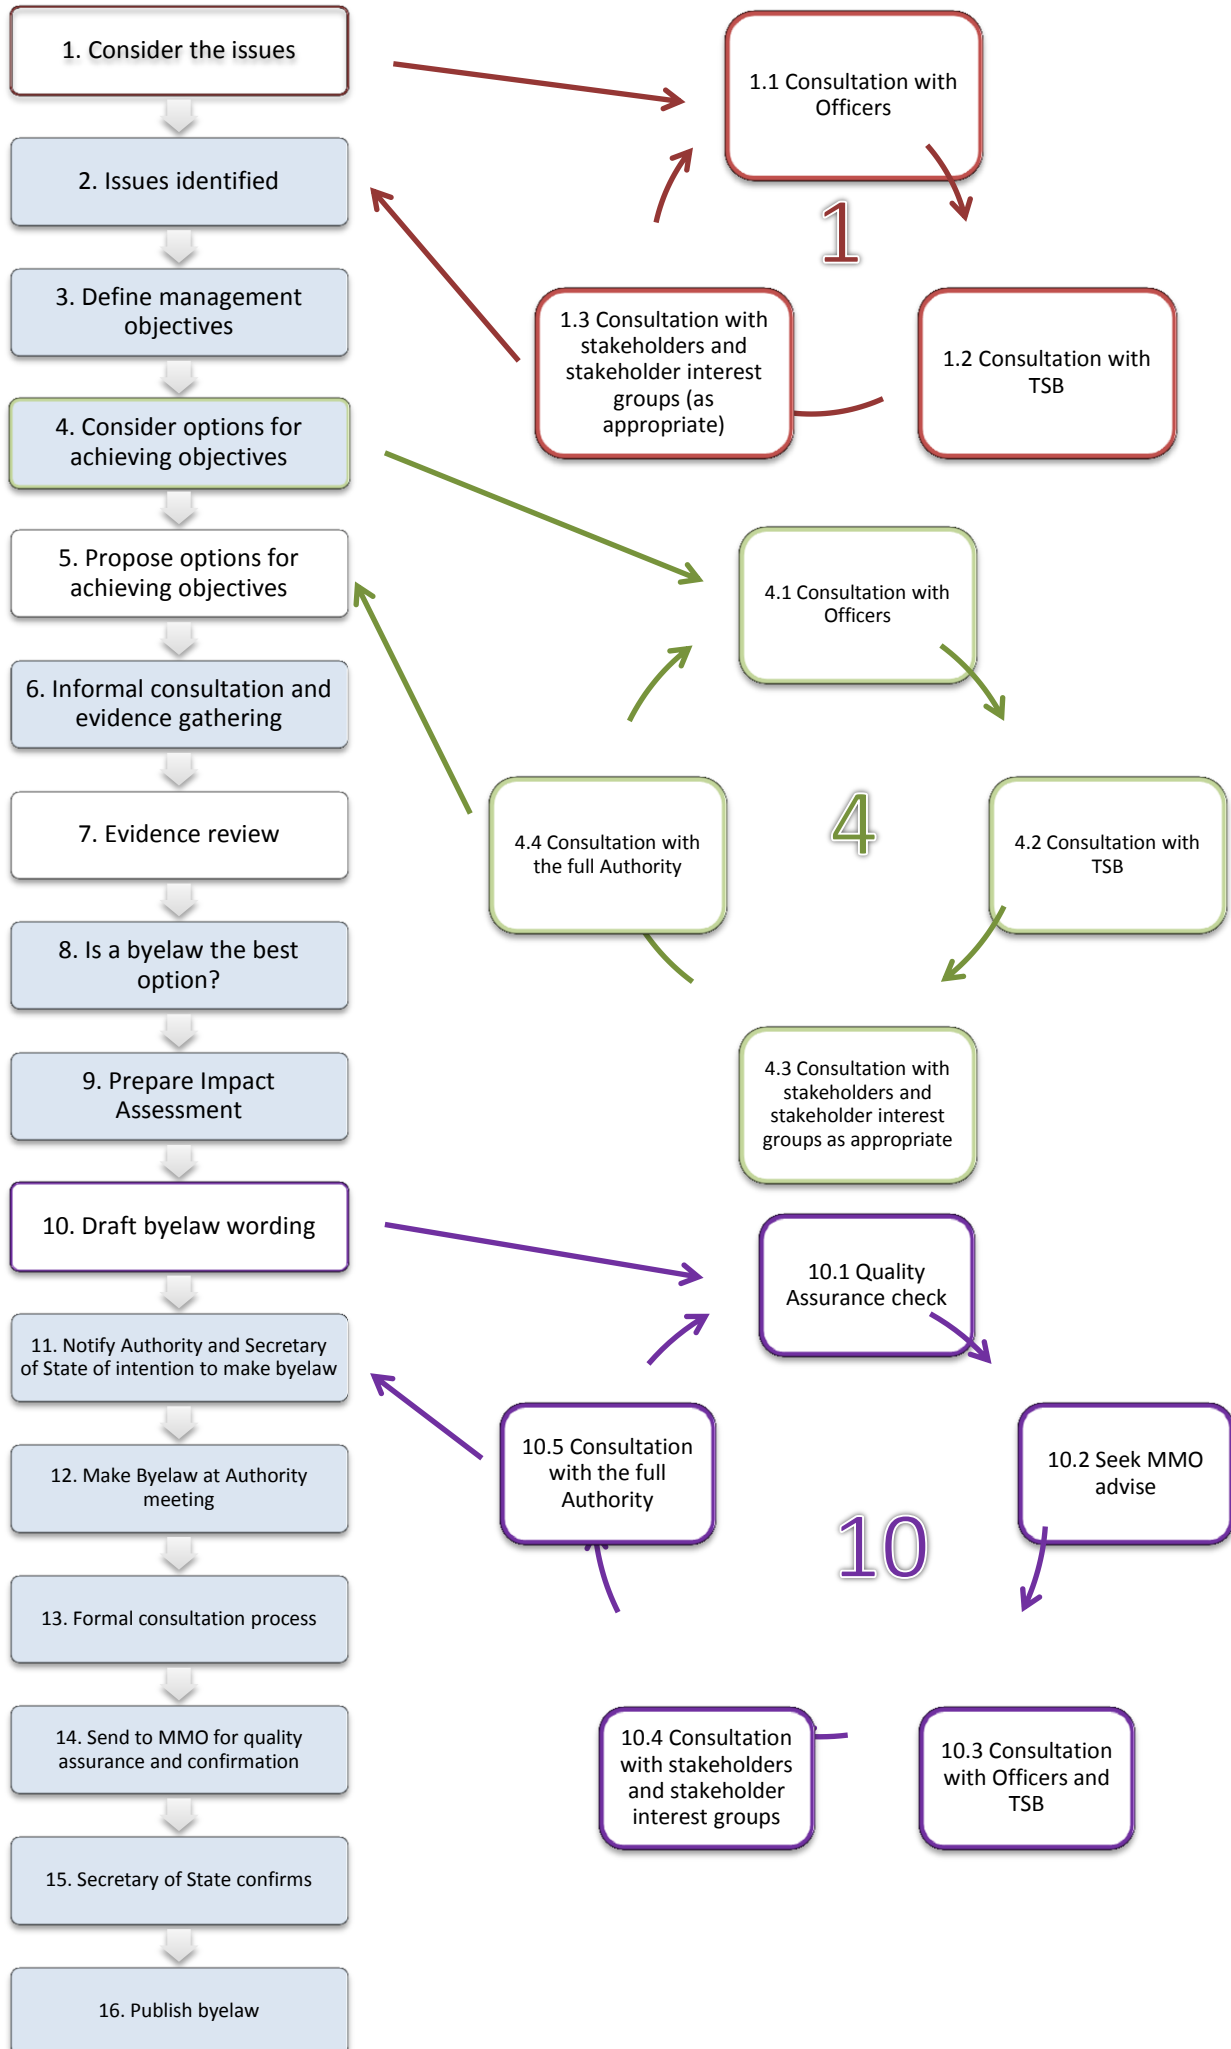 1. Consider the issues
2. Issues identified
3. Define management
objectives
4. Consider options for
achieving objectives
5. Propose options for
achieving objectives
6. Informal consultation and
evidence gathering
7. Evidence review
8. Is a byelaw the best
option?
9. Prepare Impact
Assessment
10. Draft byelaw wording
11. Notify Authority and Secretary
of State of intention to make byelaw
12. Make Byelaw at Authority
meeting
13. Formal consultation process
14. Send to MMO for quality
assurance and confirmation
15. Secretary of State confirms
16. Publish byelaw
1.1 Consultation with
Officers
1
1.2 Consultation with
TSB
1.3 Consultation with
stakeholders and
stakeholder interest
groups (as
appropriate)
4.1 Consultation with
Officers
4
4.2 Consultation with
TSB
4.3 Consultation with
stakeholders and
stakeholder interest
groups as appropriate
4.4 Consultation with
the full Authority
10.1 Quality
Assurance check
10
10.2 Seek MMO
advise
10.3 Consultation
with Officers and
TSB
10.4 Consultation
with stakeholders
and stakeholder
interest groups
10.5 Consultation
with the full
Authority